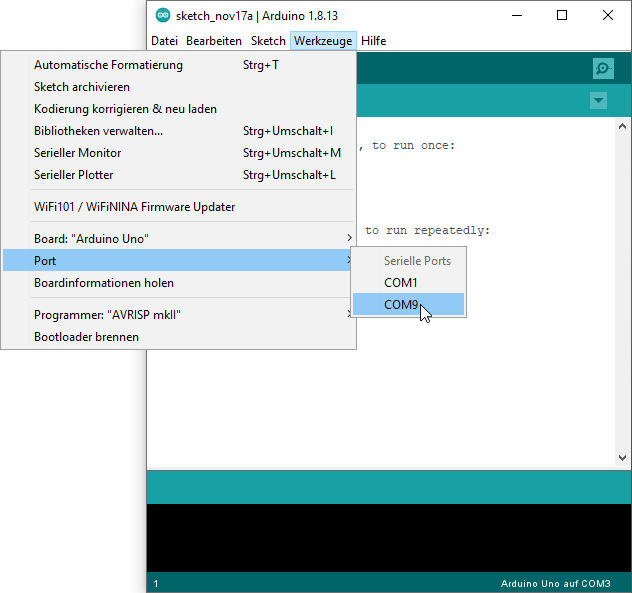 sketch_nov17a | Arduino 1.8.13
Datei Bearbeiten Sketch Werkzeuge Hilfe
Automatische Formatierung Strg+T
Sketch archivieren
Kodierung korrigieren & neu laden
Bibliotheken verwalten... Strg+Umschalt+I
Serieller Monitor Strg+Umschalt+M
Serieller Plotter Strg+Umschalt+L
WiFi101 / WiFiNINA Firmware Updater
Board: "Arduino Uno"
Port
Boardinformationen holen
Programmer: "AVRISP mkII"
Bootloader brennen
, to run once:
to run repeatedly:
Serielle Ports
COM1
COM9
1 Arduino Uno auf COM3